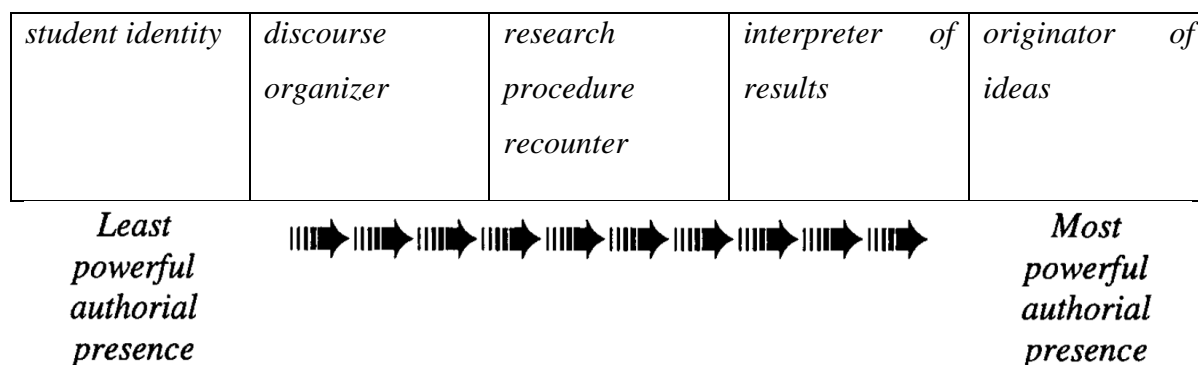 student identity
discourse organizer
research procedure recounter
interpreter of results
originator of ideas
Least powerful authorial presence
Most powerful authorial presence